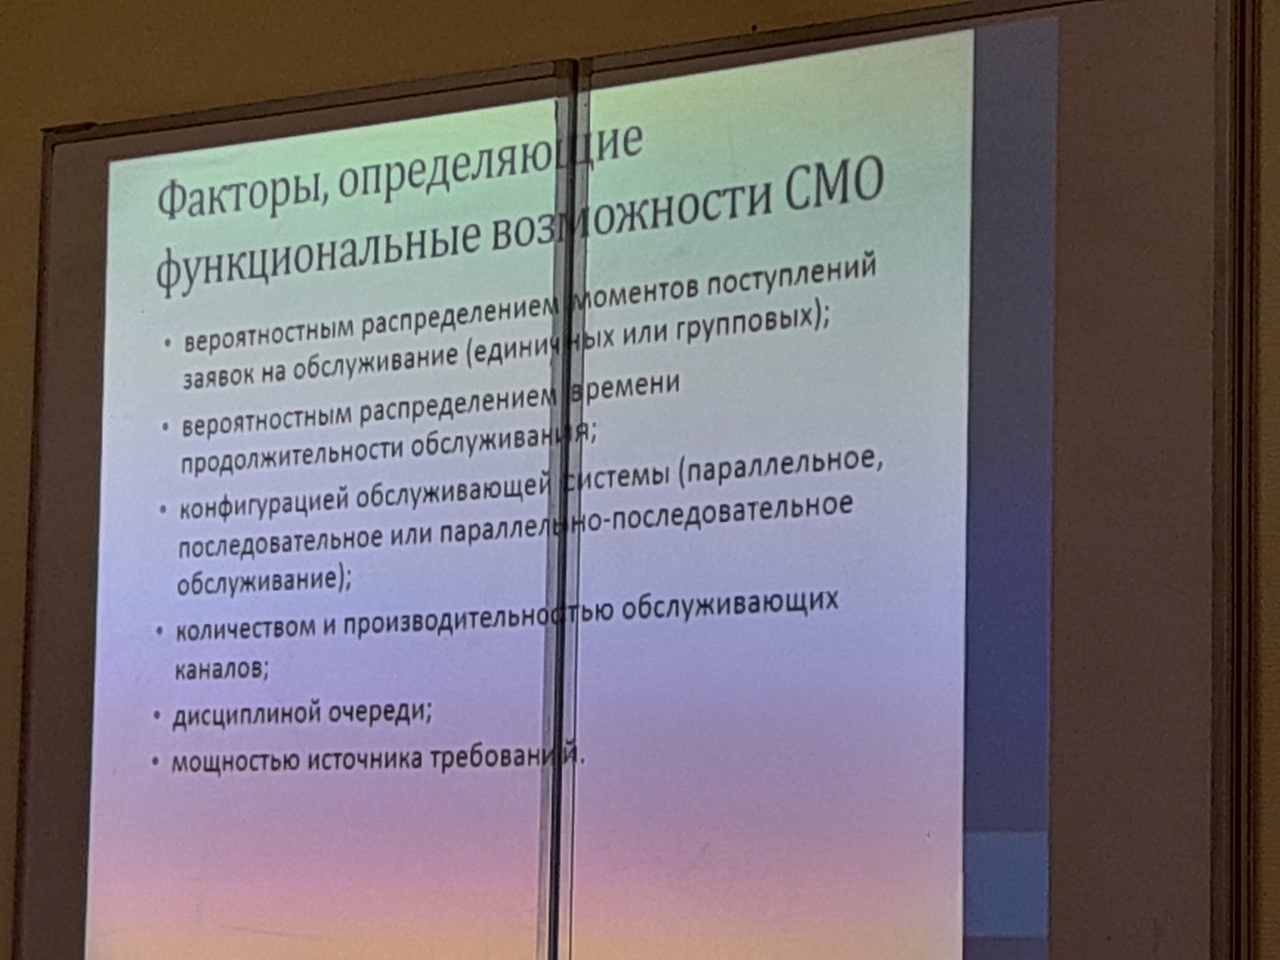 Факторы, определяющие
функциональные возможности СМО
• вероятностным распределением моментов поступлений
заявок на обслуживание (единичных или групповых);
• вероятностным распределением времени
продолжительности обслуживания;
• конфигурацией обслуживающей системы (параллельное,
последовательное или параллельно-последовательное
обслуживание);
• количеством и производительностью обслуживающих
каналов;
• дисциплиной очереди;
• мощностью источника требований.